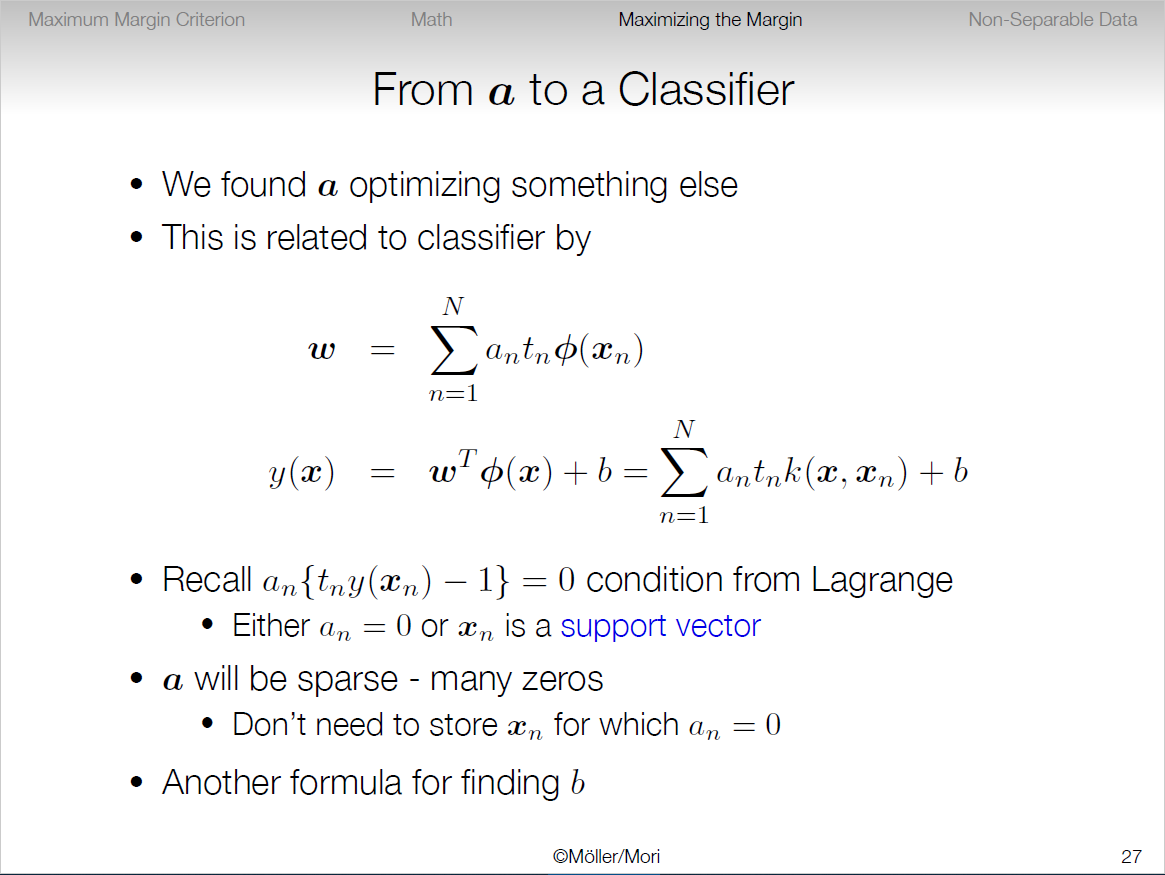 Maximum Margin Criterion Math Maximizing the Margin Non-Separable Data
From a to a Classifier
• We found a optimizing something else
• This is related to classifier by
w = ∑_{n=1}^{N} a_n t_n ϕ(x_n)
y(x) = w^T ϕ(x) + b = ∑_{n=1}^{N} a_n t_n k(x, x_n) + b
• Recall a_n{t_n y(x_n) − 1} = 0 condition from Lagrange
• Either a_n = 0 or x_n is a support vector
• a will be sparse - many zeros
• Don’t need to store x_n for which a_n = 0
• Another formula for finding b
©Möller/Mori 27